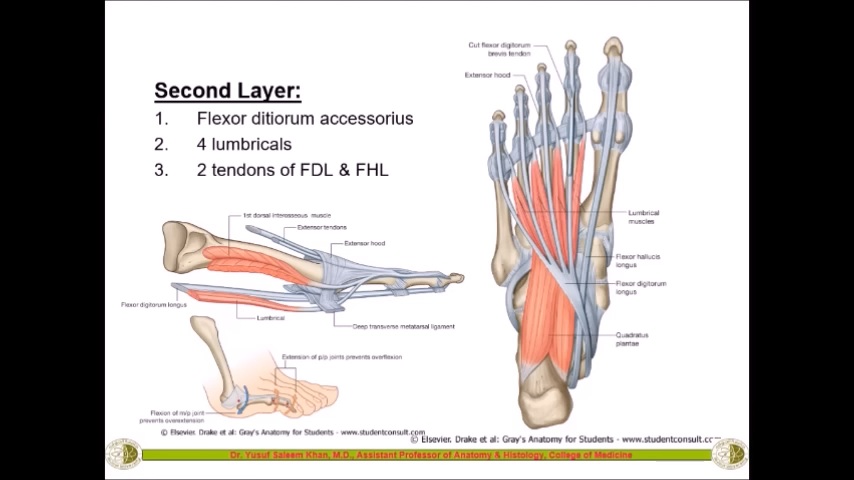 Second Layer:
1. Flexor ditiorum accessorius
2. 4 lumbricals
3. 2 tendons of FDL & FHL
Cut flexor digitorum
brevis tendon
Extensor hood
Lumbrical
muscles
Flexor hallucis
longus
Flexor digitorum
longus
Quadratus
plantae
1st dorsal interosseous muscle
Extensor tendons
Extensor hood
Flexor digitorum longus
Lumbrical
Deep transverse metatarsal ligament
Extension of p/p joints prevents overflexion
Flexion of m/p joint
prevents overextension
© Elsevier. Drake et al: Gray's Anatomy for Students - www.studentconsult.com
© Elsevier. Drake et al: Gray's Anatomy for Students - www.studentconsult.cc
Dr. Yusuf Saleem Khan, M.D., Assistant Professor of Anatomy & Histology, College of Medicine